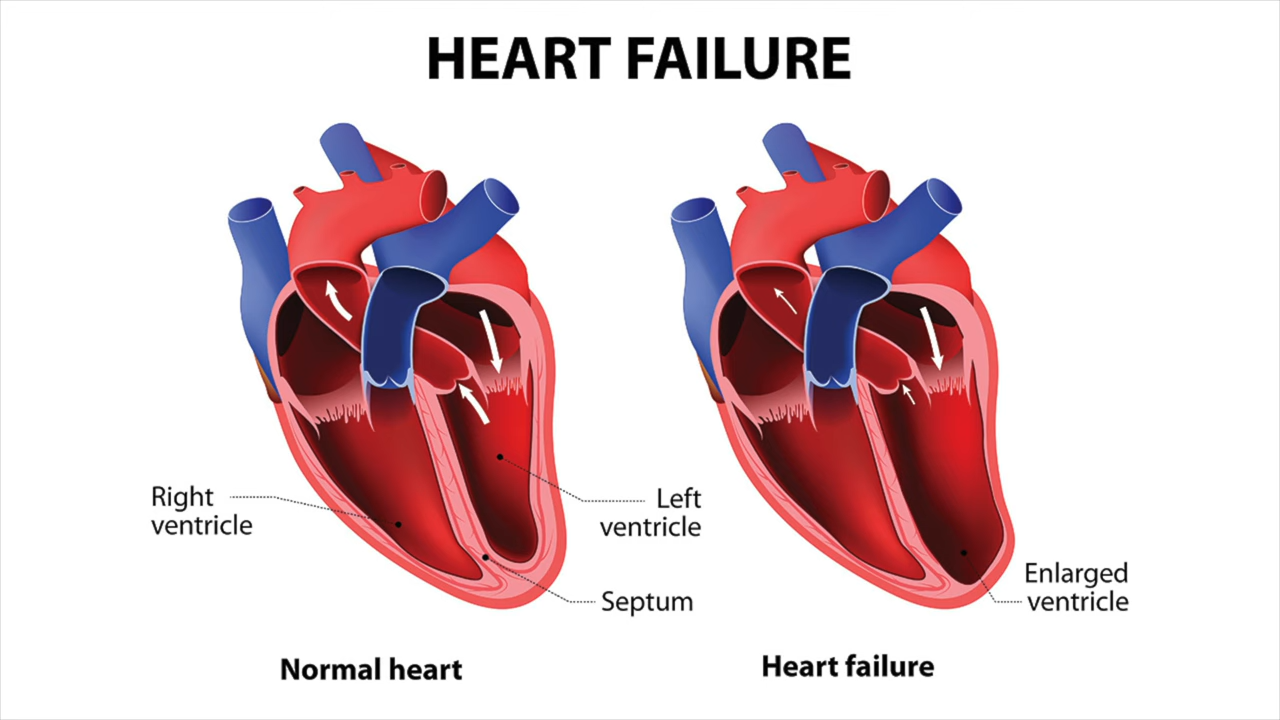 HEART FAILURE
Right
ventricle
Left
ventricle
Septum
Enlarged
ventricle
Normal heart
Heart failure